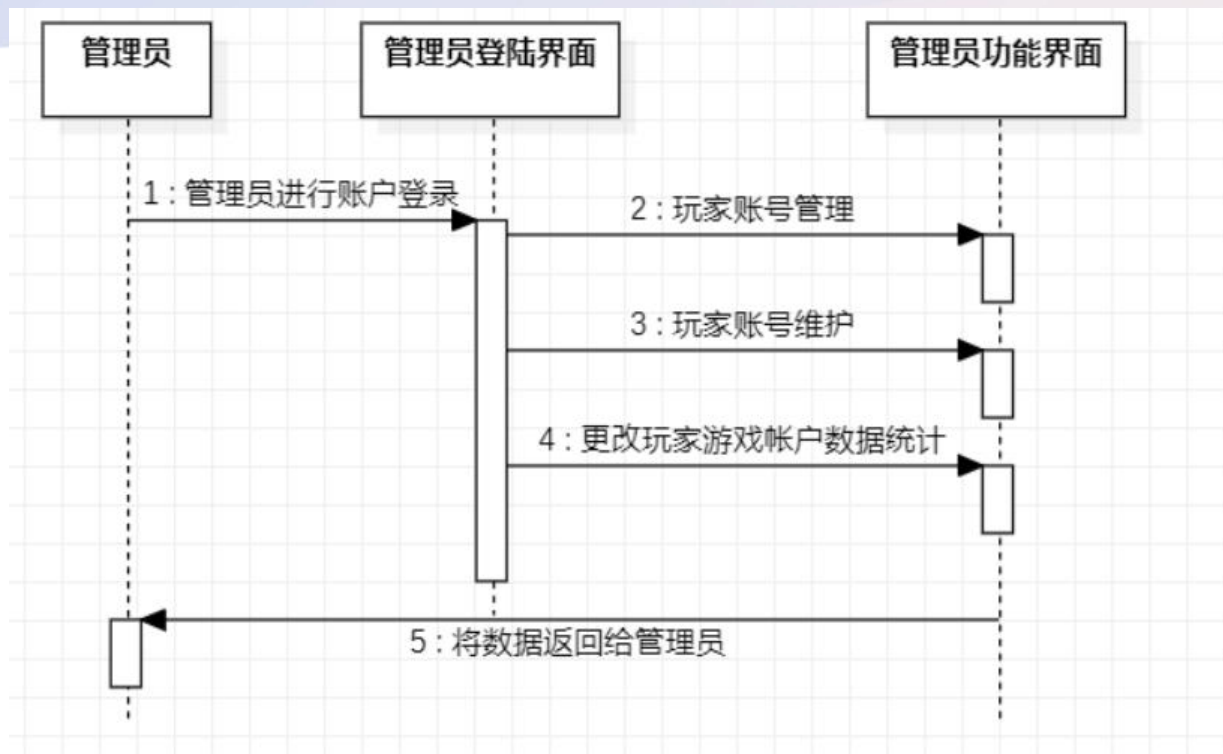 管理员
管理员登陆界面
管理员功能界面
1 : 管理员进行账户登录
2 : 玩家账号管理
3 : 玩家账号维护
4 : 更改玩家游戏帐户数据统计
5 : 将数据返回给管理员